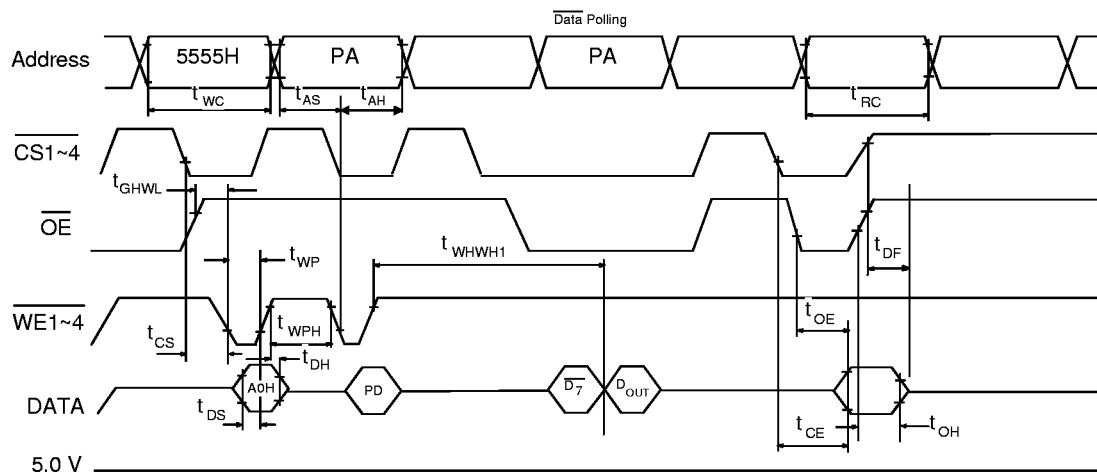 Data Polling
Address 5555H PA PA
tWC tAS tAH tRC
CS1~4
tGHWL
OE
tWP tWHWH1 tDF
WE1~4
tCS tWPH tOE
tDH
DATA A0H PD D7 DOUT
tDS tCE tOH
5.0 V